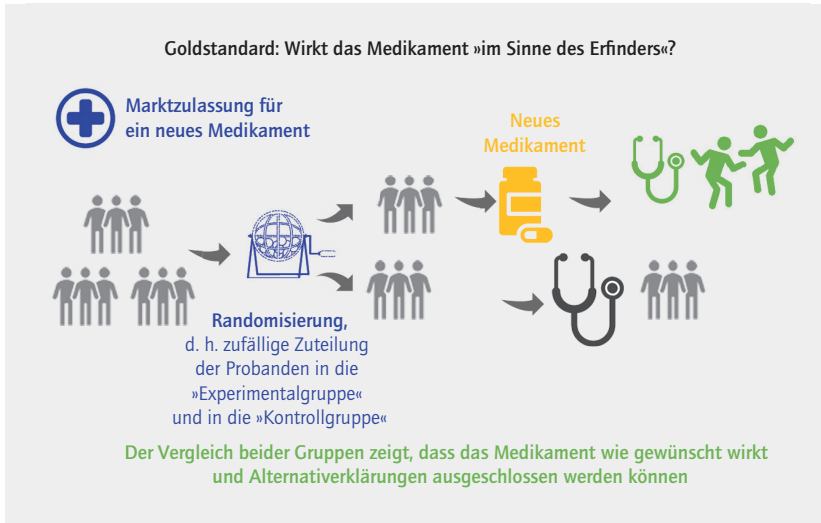 Goldstandard: Wirkt das Medikament »im Sinne des Erfinders«?
Marktzulassung für
ein neues Medikament
Neues
Medikament
Randomisierung,
d. h. zufällige Zuteilung
der Probanden in die
»Experimentalgruppe«
und in die »Kontrollgruppe«
Der Vergleich beider Gruppen zeigt, dass das Medikament wie gewünscht wirkt
und Alternativerklärungen ausgeschlossen werden können